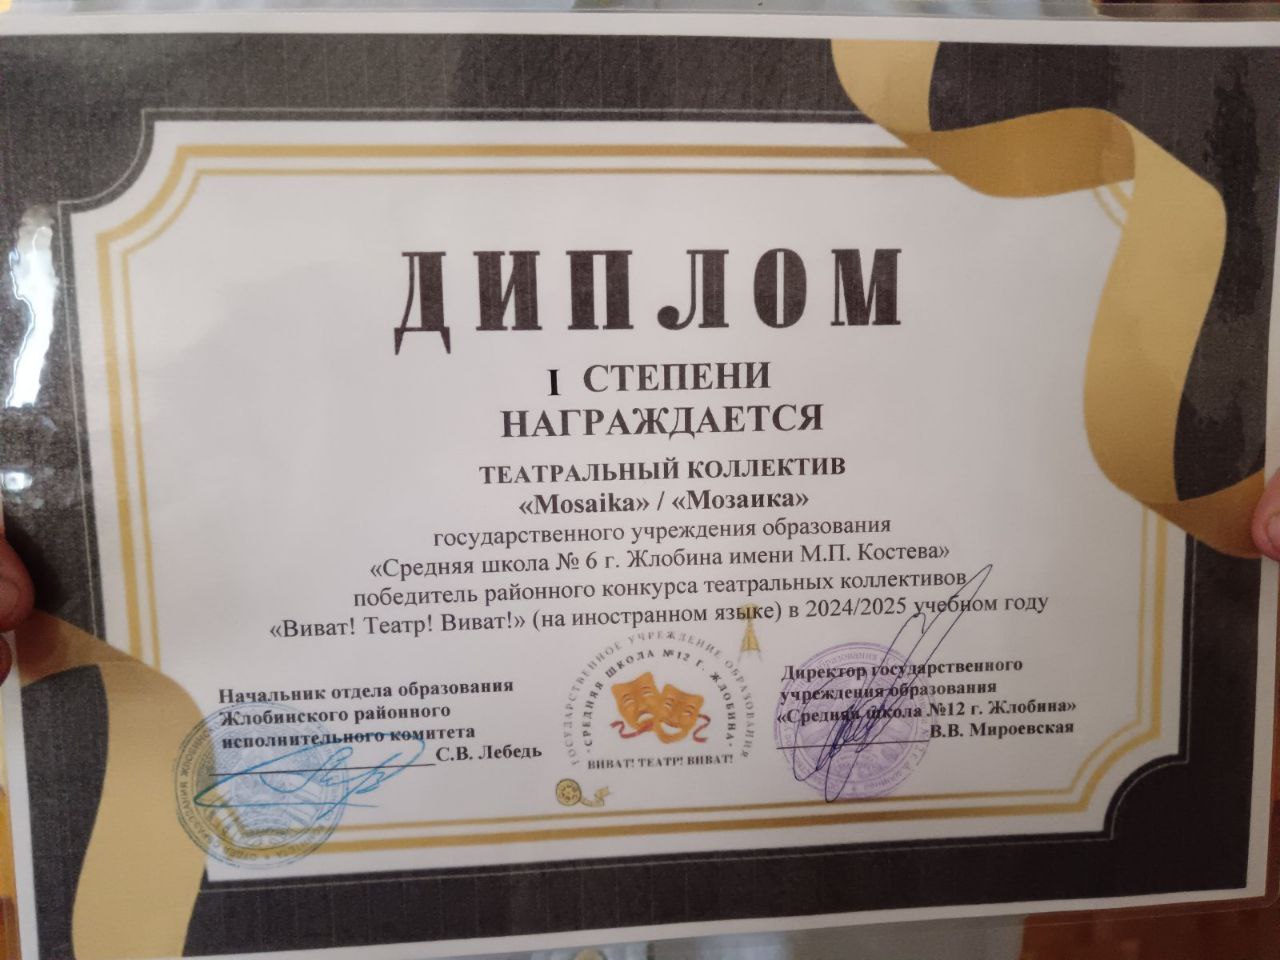 ДИПЛОМ
I СТЕПЕНИ
НАГРАЖДАЕТСЯ
ТЕАТРАЛЬНЫЙ КОЛЛЕКТИВ
«Mosaika» / «Мозаика»
государственного учреждения образования
«Средняя школа № 6 г. Жлобина имени М.П. Костева»
победитель районного конкурса театральных коллективов
«Виват! Театр! Виват!» (на иностранном языке) в 2024/2025 учебном году
Начальник отдела образования
Жлобинского районного
исполнительного комитета
С.В. Лебедь
ГОСУДАРСТВЕННОЕ УЧРЕЖДЕНИЕ ОБРАЗОВАНИЯ
"СРЕДНЯЯ ШКОЛА №12 Г. ЖЛОБИНА"
ВИВАТ! ТЕАТР! ВИВАТ!
Директор государственного
учреждения образования
«Средняя школа №12 г. Жлобина»
В.В. Мироевская